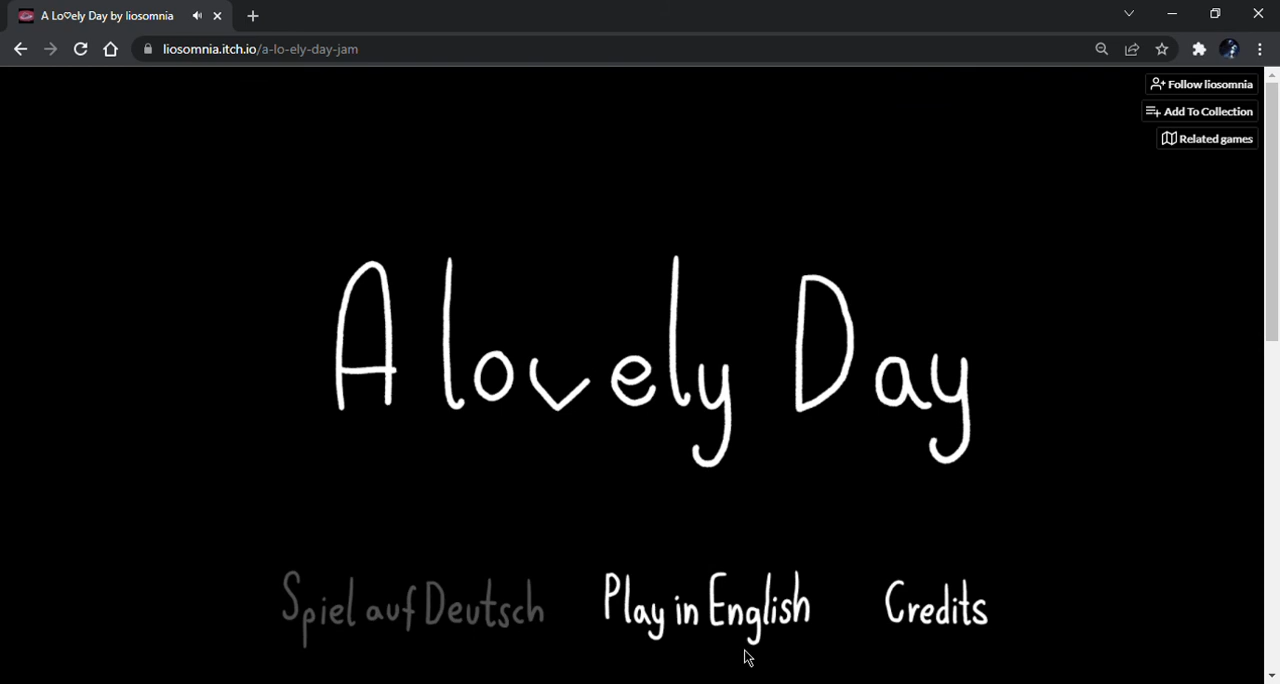 A Lo♡ely Day by liosomnia
liosomnia.itch.io/a-lo-ely-day-jam
Follow liosomnia
Add To Collection
Related games
A lovely Day
Spiel auf Deutsch Play in English Credits